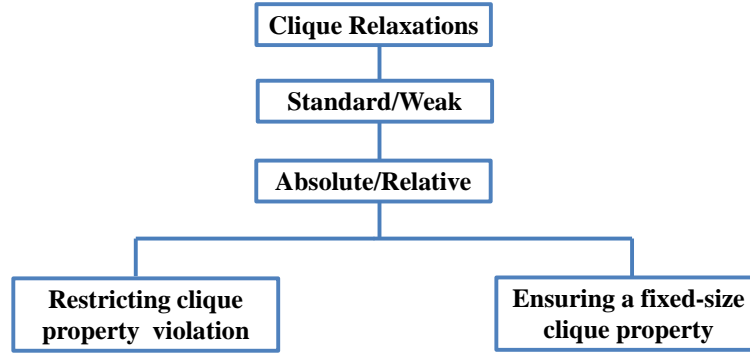 Clique Relaxations
Standard/Weak
Absolute/Relative
Restricting clique
property violation
Ensuring a fixed-size
clique property